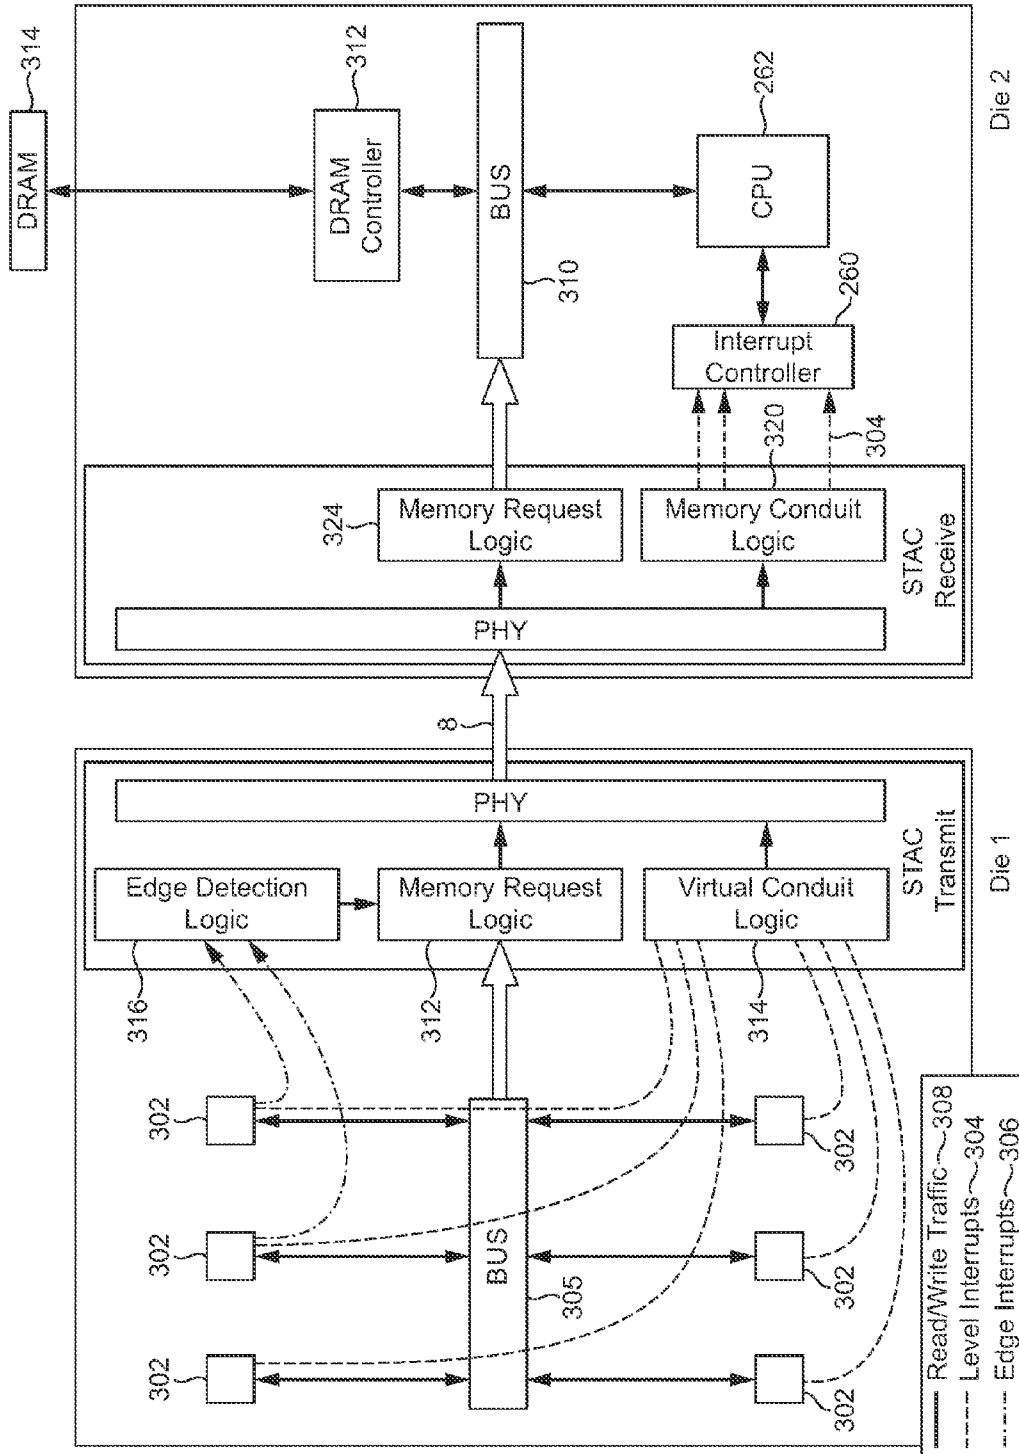 302
302
302
302
302
302
BUS
305
316
Edge Detection
Logic
312
Memory Request
Logic
314
Virtual Conduit
Logic
PHY
STAC
Transmit
Die 1
8
PHY
324
Memory Request
Logic
320
Memory Conduit
Logic
STAC
Receive
304
Interrupt
Controller
260
BUS
310
CPU
262
DRAM
Controller
312
DRAM
314
Die 2
Read/Write Traffic~308
Level Interrupts~304
Edge Interrupts~306